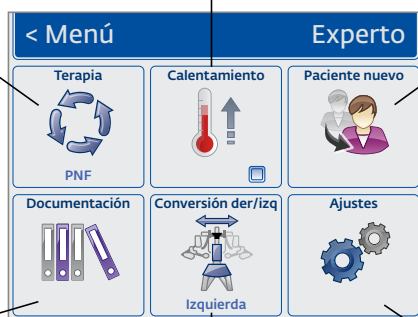 < Menú Experto
Terapia Calentamiento Paciente nuevo
PNF
Documentación Conversión der/izq Ajustes
Izquierda